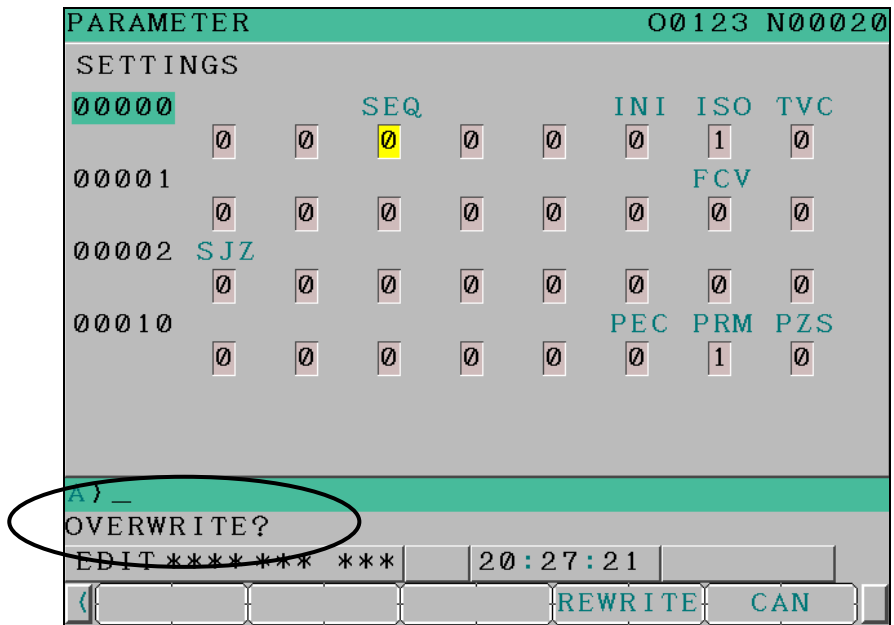 PARAMETER O0123 N00020
SETTINGS
00000 SEQ INI ISO TVC
0 0 0 0 0 0 1 0
00001 FCV
0 0 0 0 0 0 0 0
00002 SJZ
0 0 0 0 0 0 0 0
00010 PEC PRM PZS
0 0 0 0 0 0 1 0
A)_
OVERWRITE?
EDIT **** *** *** 20:27:21
( REWRITE CAN